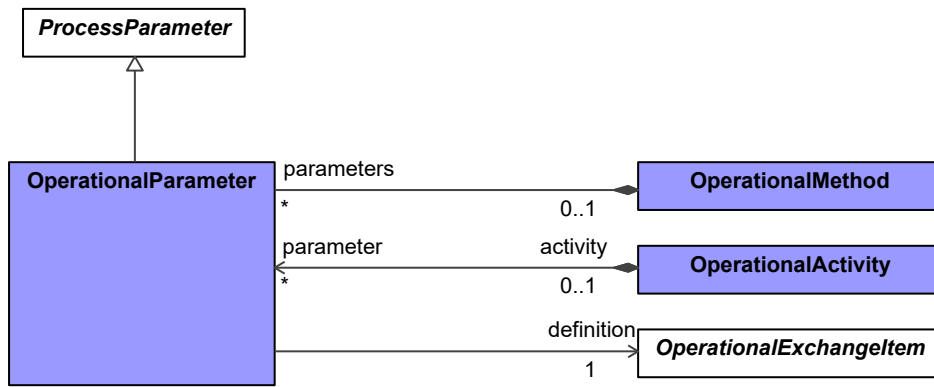 ProcessParameter
OperationalParameter
parameters
*
0..1
OperationalMethod
parameter
activity
*
0..1
OperationalActivity
definition
1
OperationalExchangeItem